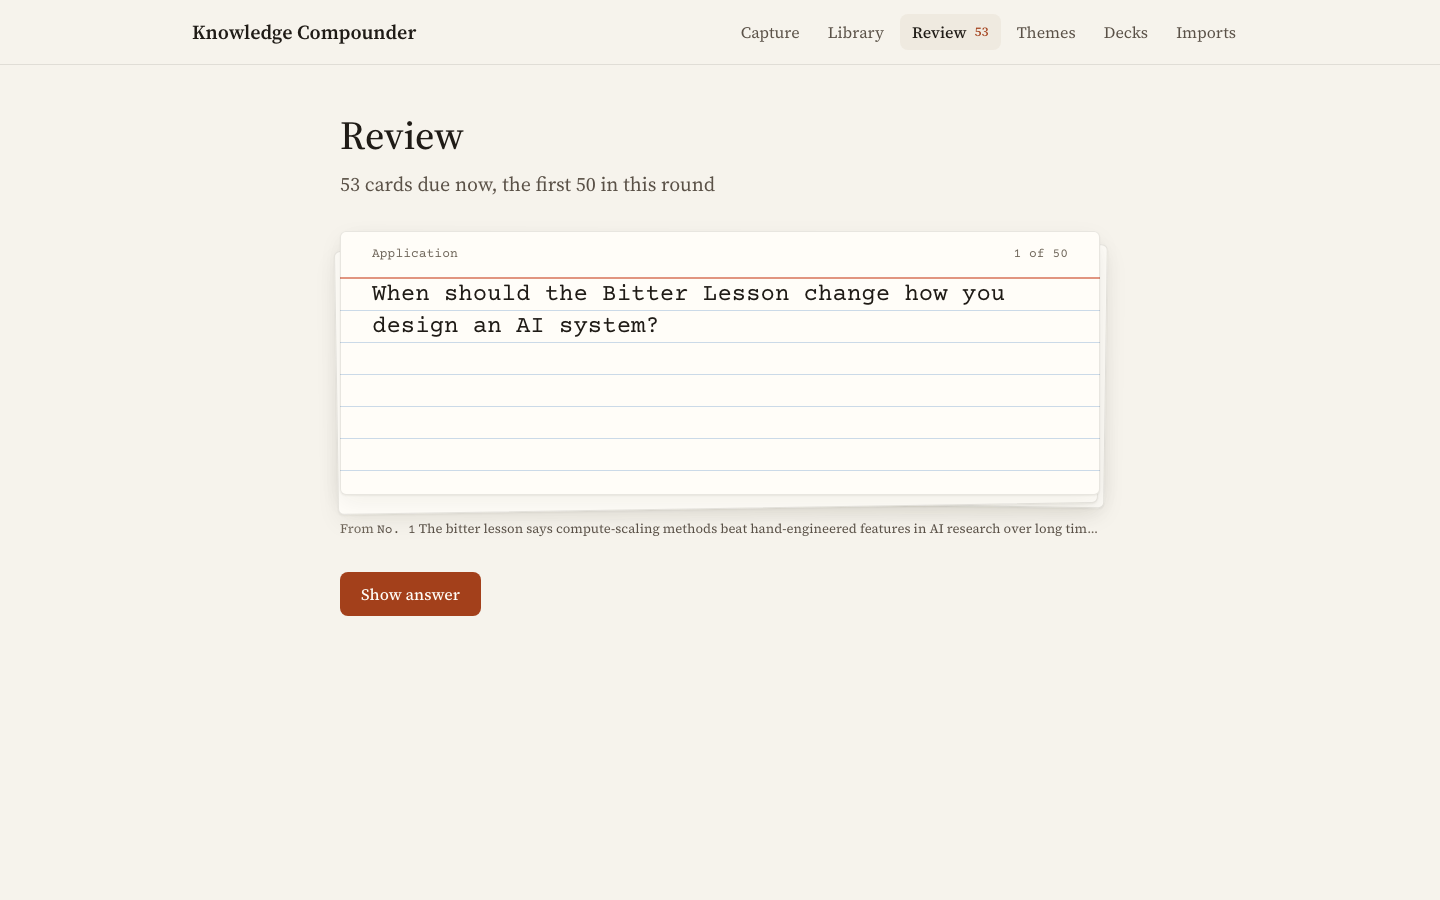 Knowledge Compounder
Capture Library Review 53 Themes Decks Imports
Review
53 cards due now, the first 50 in this round
Application 1 of 50
When should the Bitter Lesson change how you
design an AI system?
From No. 1 The bitter lesson says compute-scaling methods beat hand-engineered features in AI research over long tim...
Show answer